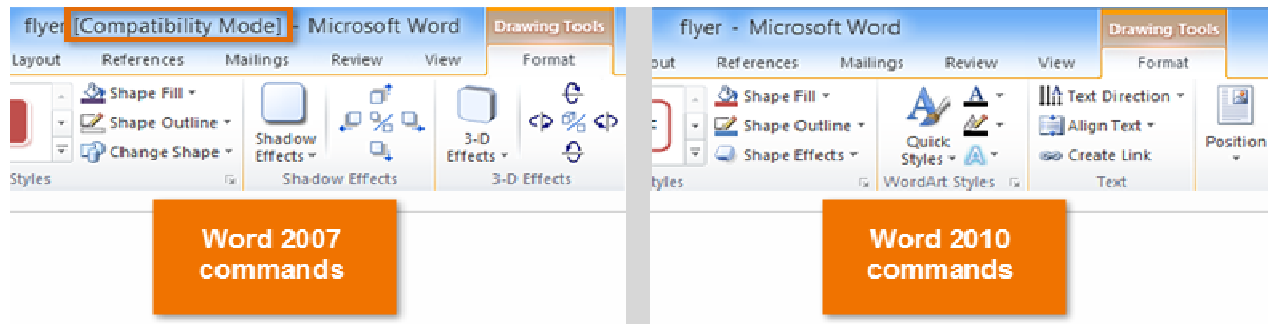 flyer [Compatibility Mode] - Microsoft Word
Drawing Tools
Layout References Mailings Review View Format
Shape Fill
Shape Outline
Change Shape
Shadow
Effects
3-D
Effects
Styles
Shadow Effects
3-D Effects
Word 2007
commands
flyer - Microsoft Word
Drawing Tools
out References Mailings Review View Format
Shape Fill
Shape Outline
Shape Effects
Quick
Styles
Text Direction
Align Text
Create Link
Position
tyles
WordArt Styles
Text
Word 2010
commands